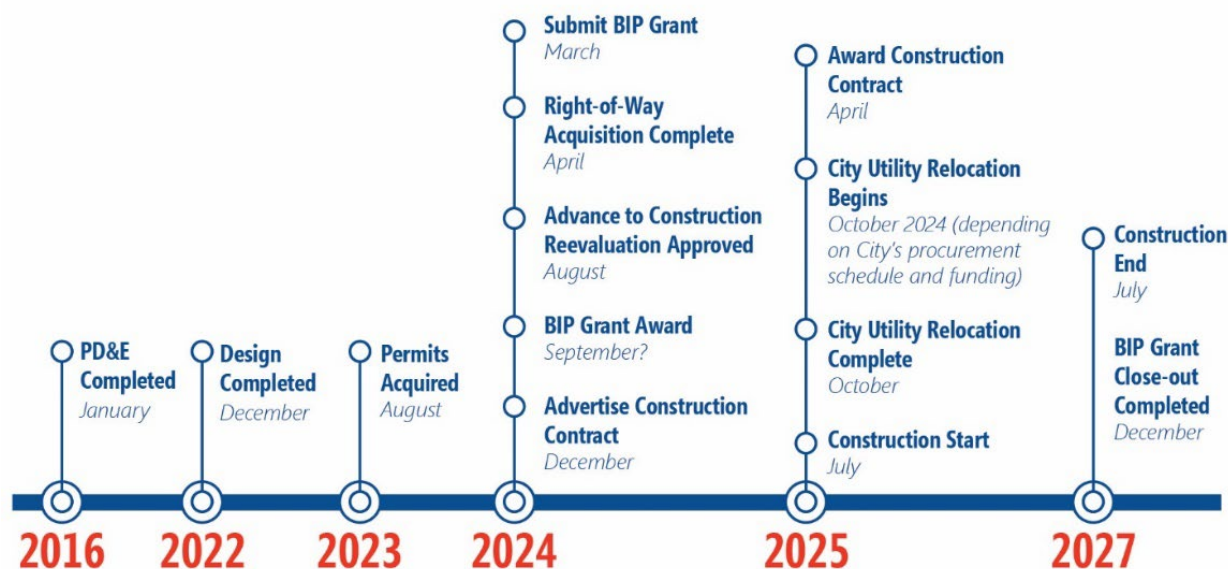 PD&E
Completed
January
2016
Design
Completed
December
2022
Permits
Acquired
August
2023
Submit BIP Grant
March
Right-of-Way
Acquisition Complete
April
Advance to Construction
Reevaluation Approved
August
BIP Grant Award
September?
Advertise Construction
Contract
December
2024
Award Construction
Contract
April
City Utility Relocation
Begins
October 2024 (depending
on City's procurement
schedule and funding)
City Utility Relocation
Complete
October
Construction Start
July
2025
Construction
End
July
BIP Grant
Close-out
Completed
December
2027